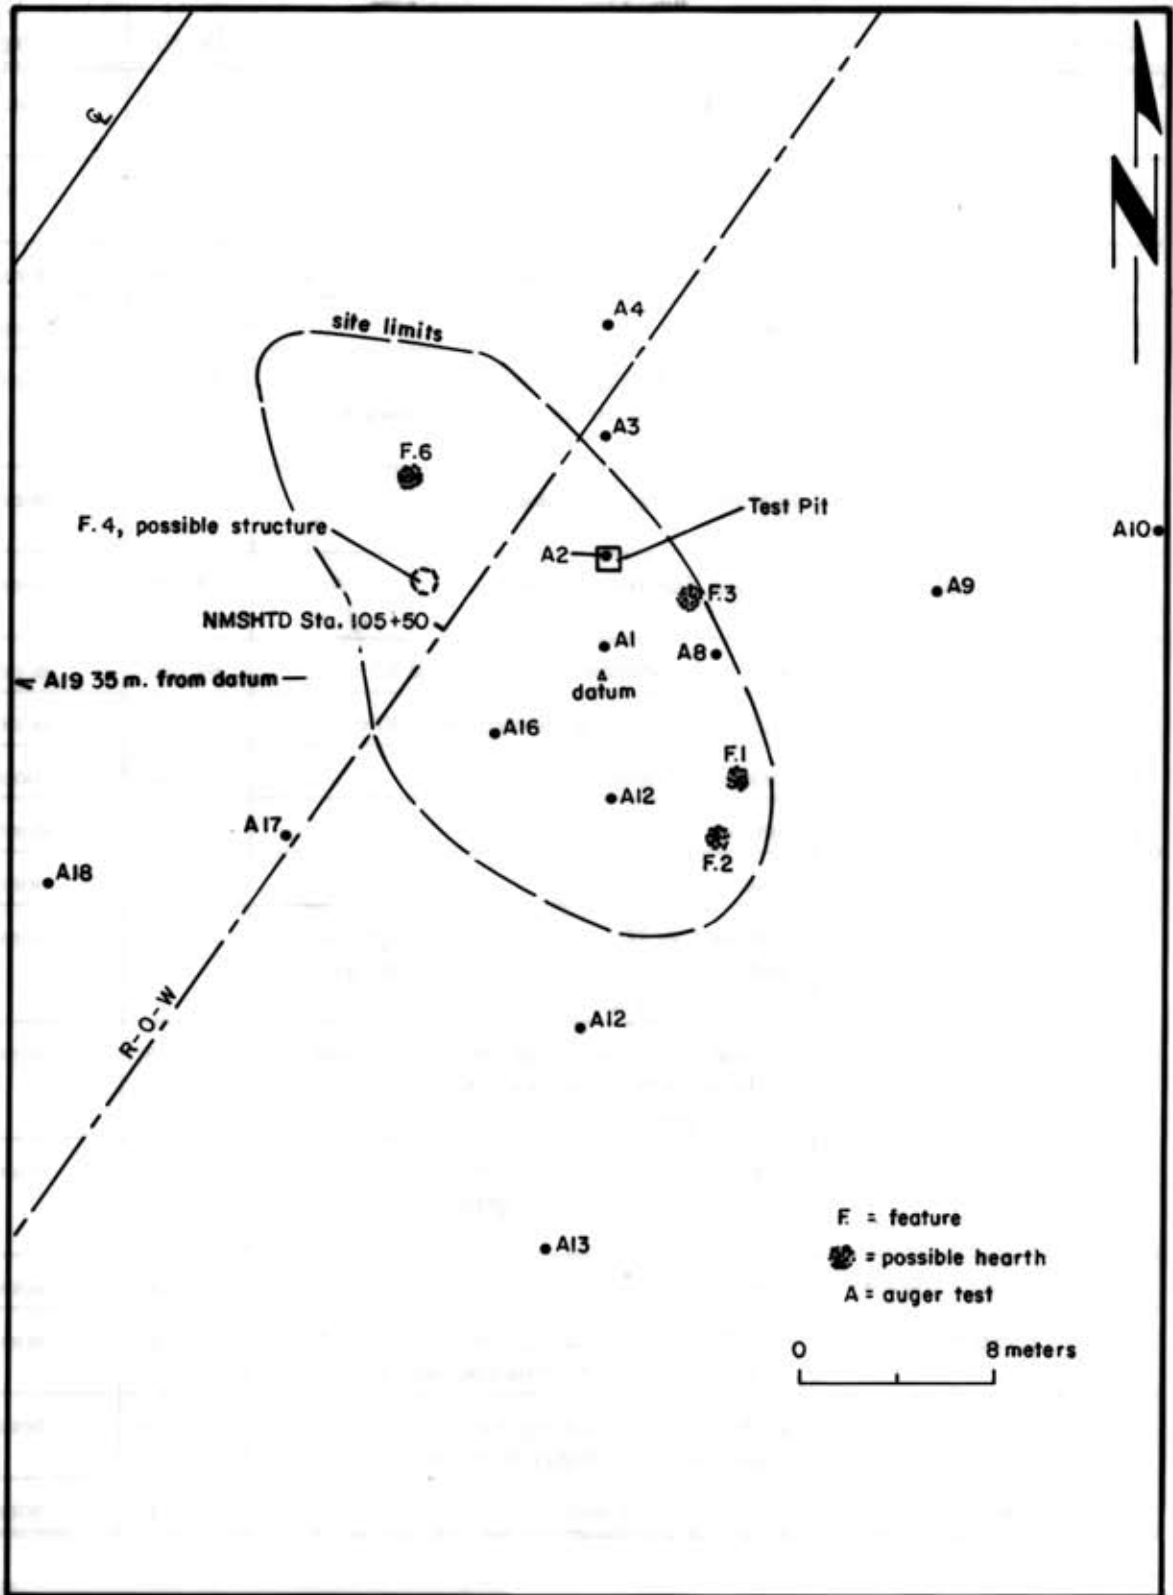 ℄
N
A4
site limits
A3
F.6
Test Pit
F.4, possible structure
A2
A10
F.3
A9
NMSHTD Sta. 105+50
A1
A8
A19 35 m. from datum
datum
A16
F.1
A12
A17
F.2
A18
R-O-W
A12
A13
F. = feature
= possible hearth
A = auger test
0 8 meters